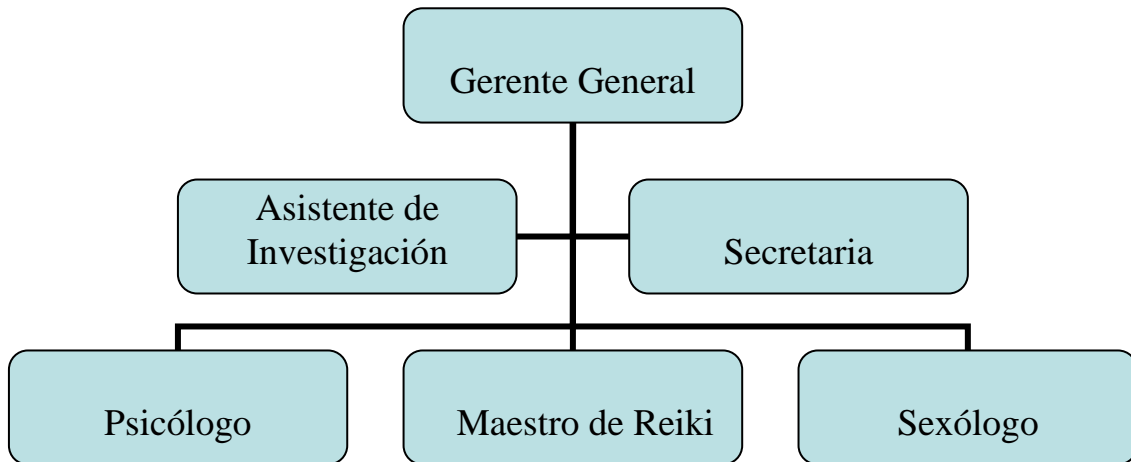 Gerente General
Asistente de
Investigación
Secretaria
Psicólogo
Maestro de Reiki
Sexólogo